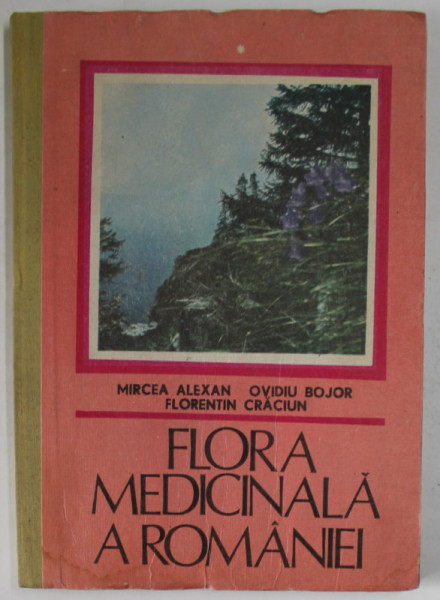 MIRCEA ALEXAN OVIDIU BOJOR
FLORENTIN CRĂCIUN
FLORA
MEDICINALĂ
A ROMÂNIEI